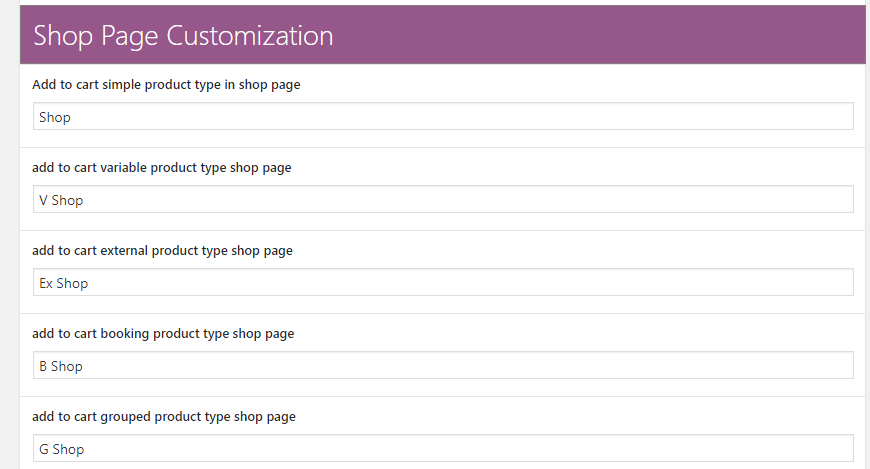 Shop Page Customization
Add to cart simple product type in shop page
Shop
add to cart variable product type shop page
V Shop
add to cart external product type shop page
Ex Shop
add to cart booking product type shop page
B Shop
add to cart grouped product type shop page
G Shop